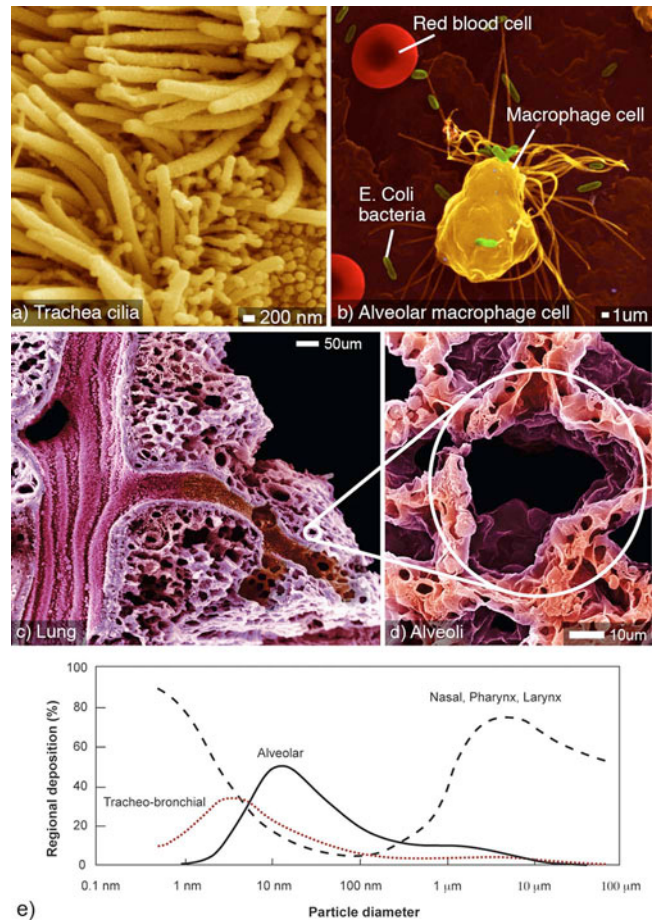 Red blood cell
Macrophage cell
E. Coli
bacteria
a) Trachea cilia
200 nm
b) Alveolar macrophage cell
1um
50um
c) Lung
d) Alveoli
10um
100
80
60
40
20
0
Regional deposition (%)
Nasal, Pharynx, Larynx
Alveolar
Tracheo-bronchial
0.1 nm
1 nm
10 nm
100 nm
1 μm
10 μm
100 μm
e)
Particle diameter